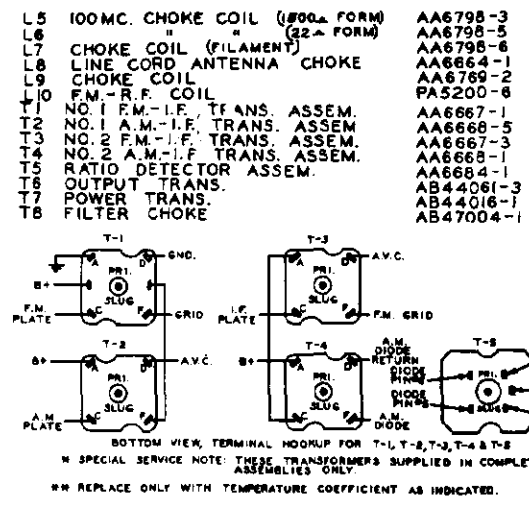 L5 100MC. CHOKE COIL (1500Ω FORM) AA6798-3
L6 " " (22Ω FORM) AA6798-5
L7 CHOKE COIL (FILAMENT) AA6798-6
L8 LINE CORD ANTENNA CHOKE AA6664-1
L9 CHOKE COIL AA6769-2
L10 F.M.-R.F. COIL PA5200-6
T1 NO.1 F.M.-I.F. TRANS. ASSEM. AA6667-1
T2 NO.1 A.M.-I.F. TRANS. ASSEM AA6668-5
T3 NO.2 F.M.-I.F. TRANS. ASSEM. AA6667-3
T4 NO.2 A.M.-I.F. TRANS. ASSEM. AA6668-1
T5 RATIO DETECTOR ASSEM. AA6684-1
T6 OUTPUT TRANS. AB44061-3
T7 POWER TRANS. AB44016-1
T8 FILTER CHOKE AB47004-1
T-1
A D GND.
PRI.
B+
SLUG
F.M. PLATE
C F GRID
T-2
B+ A D A.V.C.
PRI.
SLUG
A.M. PLATE
C F
T-3
A D A.V.C.
PRI.
SLUG
I.F. PLATE
C F F.M. GRID
T-4
B+ A D
A.M. DIODE RETURN
PRI.
SLUG
C F
A.M. DIODE
T-5
DIODE
PRI.
DIODE
SLUG
BOTTOM VIEW, TERMINAL HOOKUP FOR T-1, T-2, T-3, T-4 & T-5
* SPECIAL SERVICE NOTE: THESE TRANSFORMERS SUPPLIED IN COMPLET
ASSEMBLIES ONLY.
** REPLACE ONLY WITH TEMPERATURE COEFFICIENT AS INDICATED.